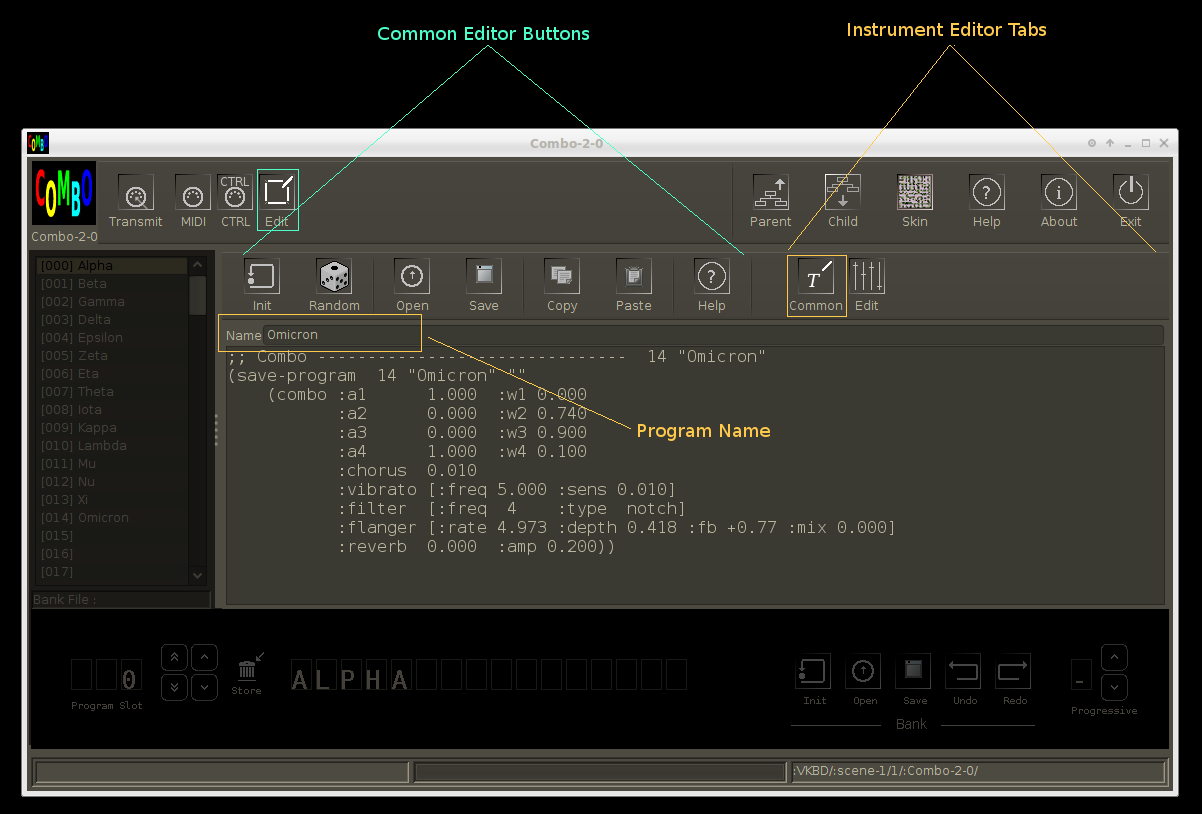 Common Editor Buttons
Instrument Editor Tabs
COMBO
Combo-2-0
COMBO
Combo-2-0
Transmit
MIDI
CTRL
CTRL
Edit
Parent
Child
Skin
Help
About
Exit
Init
Random
Open
Save
Copy
Paste
Help
Common
Edit
[000] Alpha
[001] Beta
[002] Gamma
[003] Delta
[004] Epsilon
[005] Zeta
[006] Eta
[007] Theta
[008] Iota
[009] Kappa
[010] Lambda
[011] Mu
[012] Nu
[013] Xi
[014] Omicron
[015]
[016]
[017]
Bank File :
Name Omicron
;; Combo ------------------------------- 14 "Omicron"
(save-program 14 "Omicron" ""
(combo :a1 1.000 :w1 0.000
:a2 0.000 :w2 0.740
:a3 0.000 :w3 0.900
:a4 1.000 :w4 0.100
:chorus 0.010
:vibrato [:freq 5.000 :sens 0.010]
:filter [:freq 4 :type notch]
:flanger [:rate 4.973 :depth 0.418 :fb +0.77 :mix 0.000]
:reverb 0.000 :amp 0.200))
Program Name
0
Program Slot
Store
ALPHA
Init
Open
Save
Undo
Redo
Bank
-
Progressive
:VKBD/:scene-1/1/:Combo-2-0/